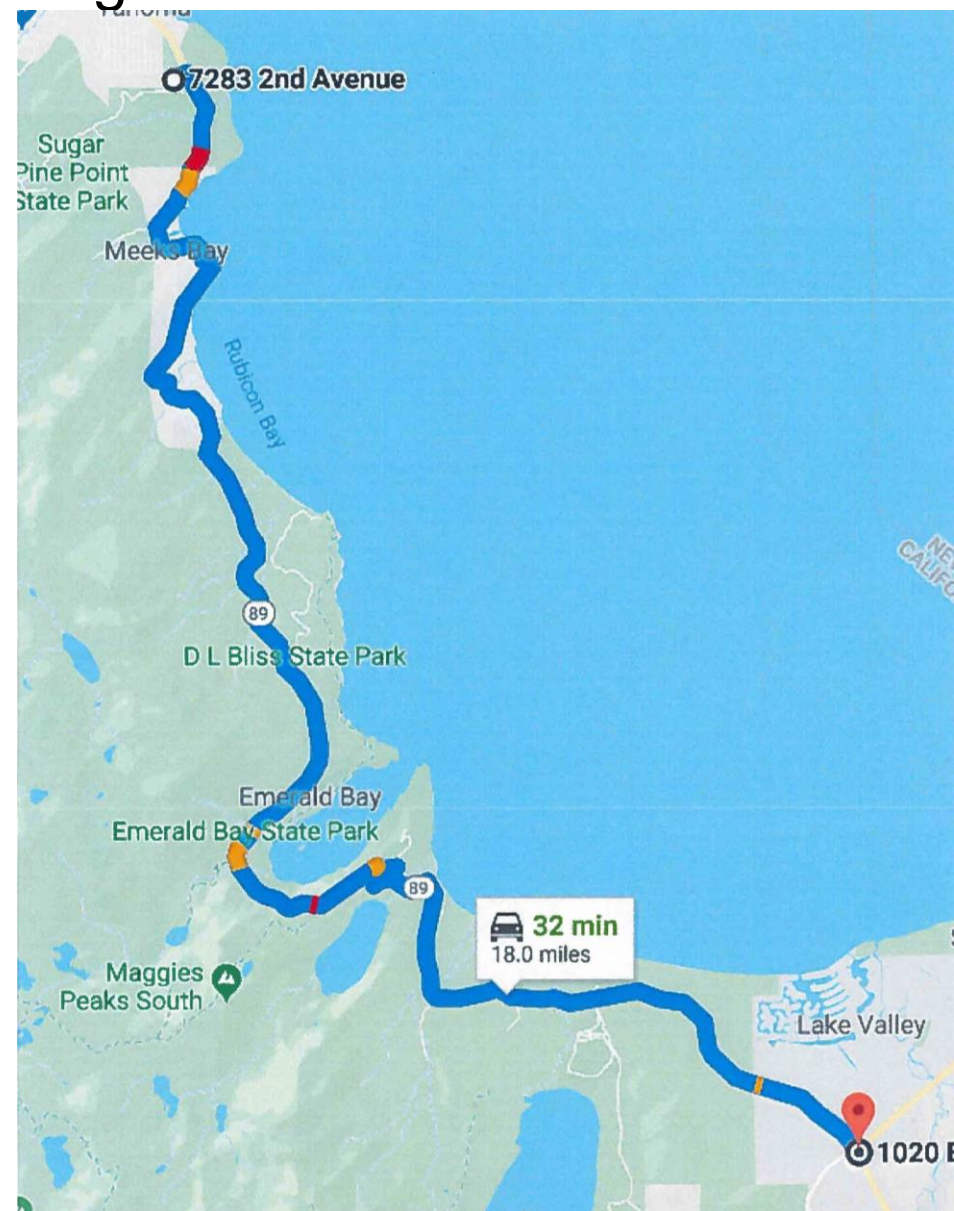 7283 2nd Avenue
Sugar
Pine Point
State Park
Meeks Bay
Rubicon Bay
89
D L Bliss State Park
Emerald Bay
Emerald Bay State Park
89
32 min
18.0 miles
Maggies
Peaks South
Lake Valley
1020 E